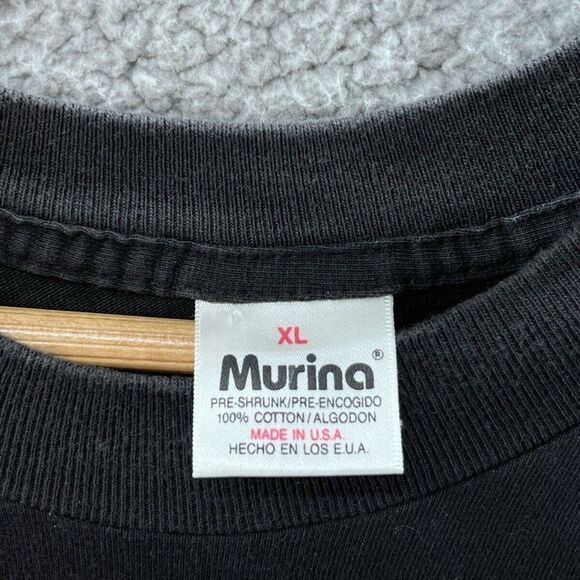 XL
Murina®
PRE-SHRUNK/PRE-ENCOGIDO
100% COTTON/ALGODON
MADE IN U.S.A.
HECHO EN LOS E.U.A.